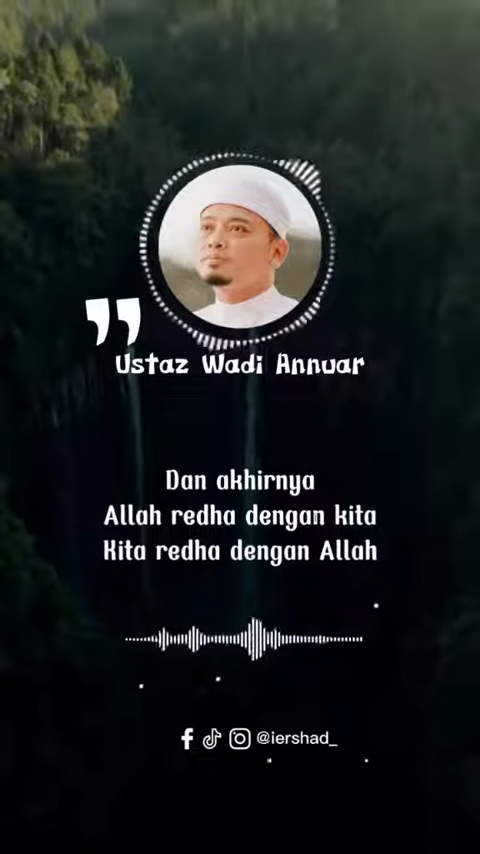 Ustaz Wadi Annuar
Dan akhirnya
Allah redha dengan kita
Kita redha dengan Allah
@iershad_